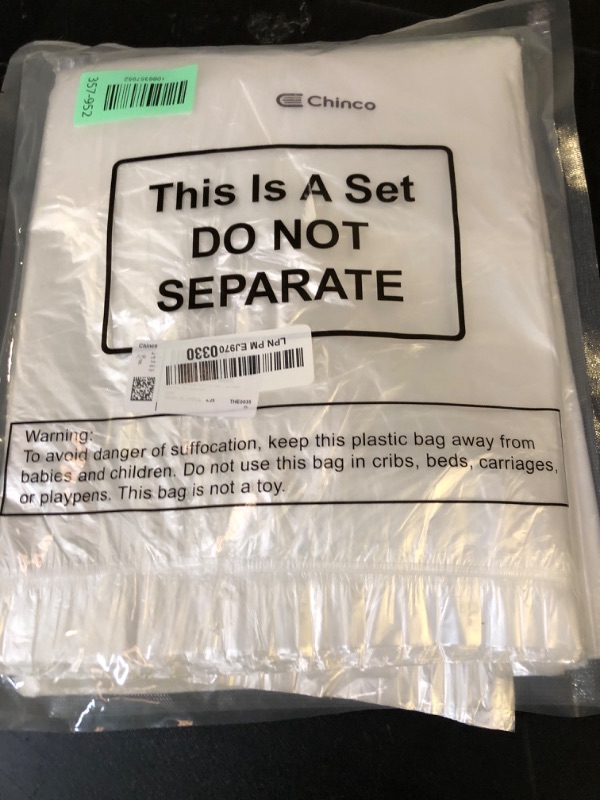 357-952
Chinco
This Is A Set
DO NOT
SEPARATE
Chinco
LPN PM EJ9700330
Warning:
To avoid danger of suffocation, keep this plastic bag away from
babies and children. Do not use this bag in cribs, beds, carriages,
or playpens. This bag is not a toy.